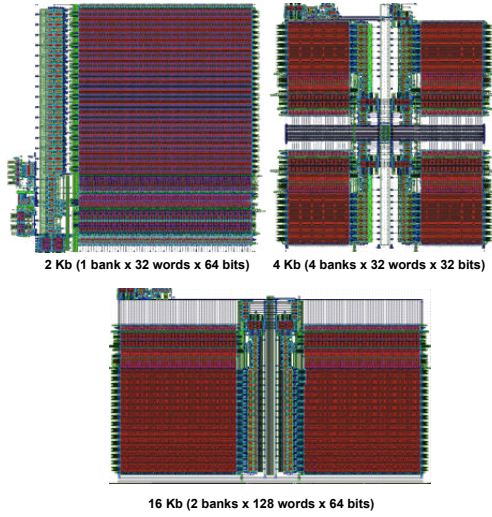 2 Kb (1 bank x 32 words x 64 bits)
4 Kb (4 banks x 32 words x 32 bits)
16 Kb (2 banks x 128 words x 64 bits)